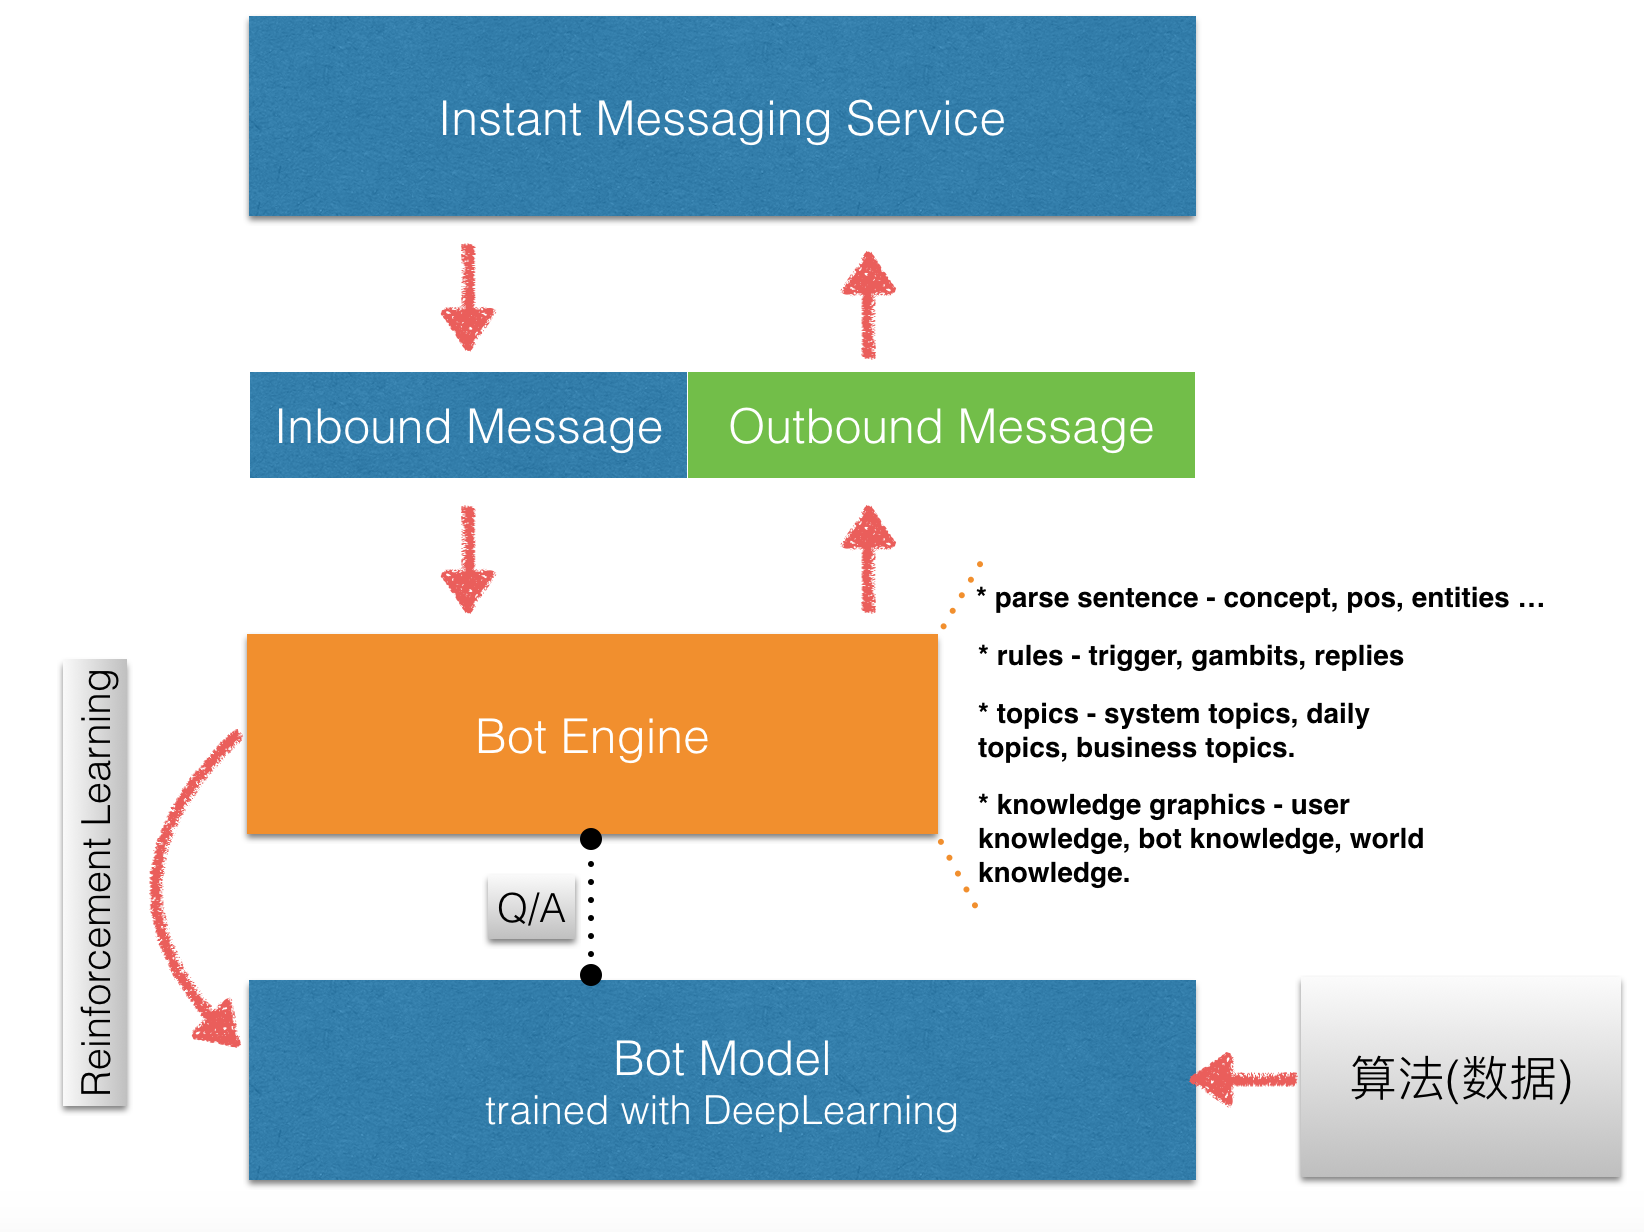 Instant Messaging Service
Inbound Message
Outbound Message
* parse sentence - concept, pos, entities …
* rules - trigger, gambits, replies
* topics - system topics, daily
topics, business topics.
* knowledge graphics - user
knowledge, bot knowledge, world
knowledge.
Bot Engine
Reinforcement Learning
Q/A
Bot Model
trained with DeepLearning
算法(数据)